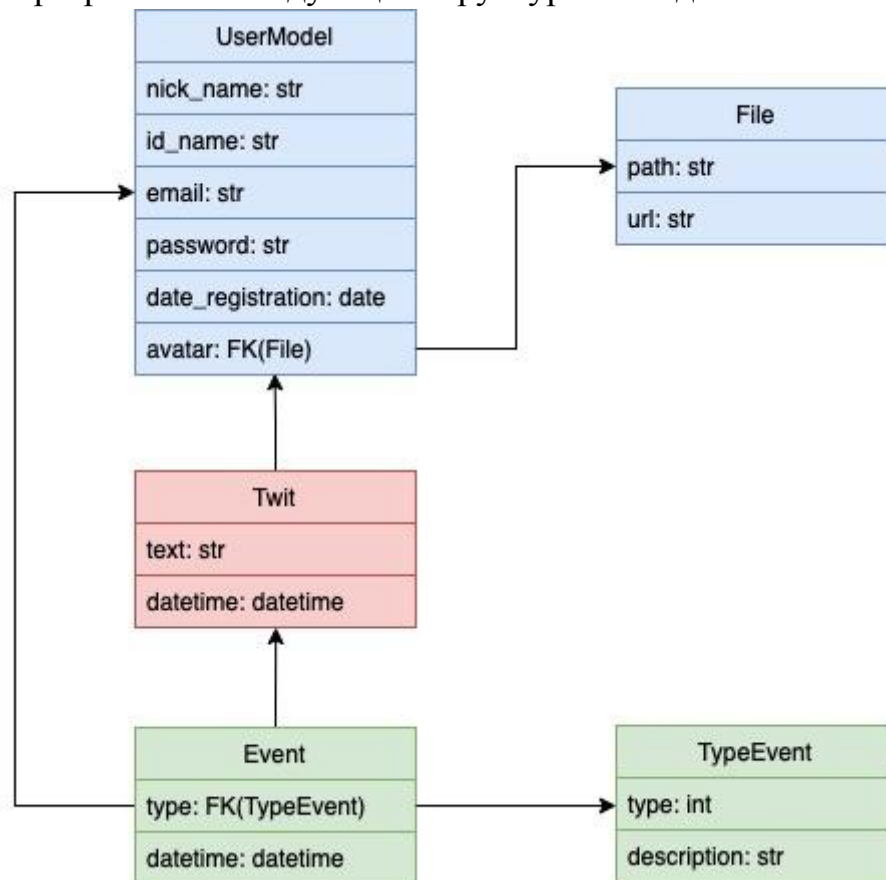 UserModel
nick_name: str
id_name: str
email: str
password: str
date_registration: date
avatar: FK(File)
File
path: str
url: str
Twit
text: str
datetime: datetime
Event
type: FK(TypeEvent)
datetime: datetime
TypeEvent
type: int
description: str